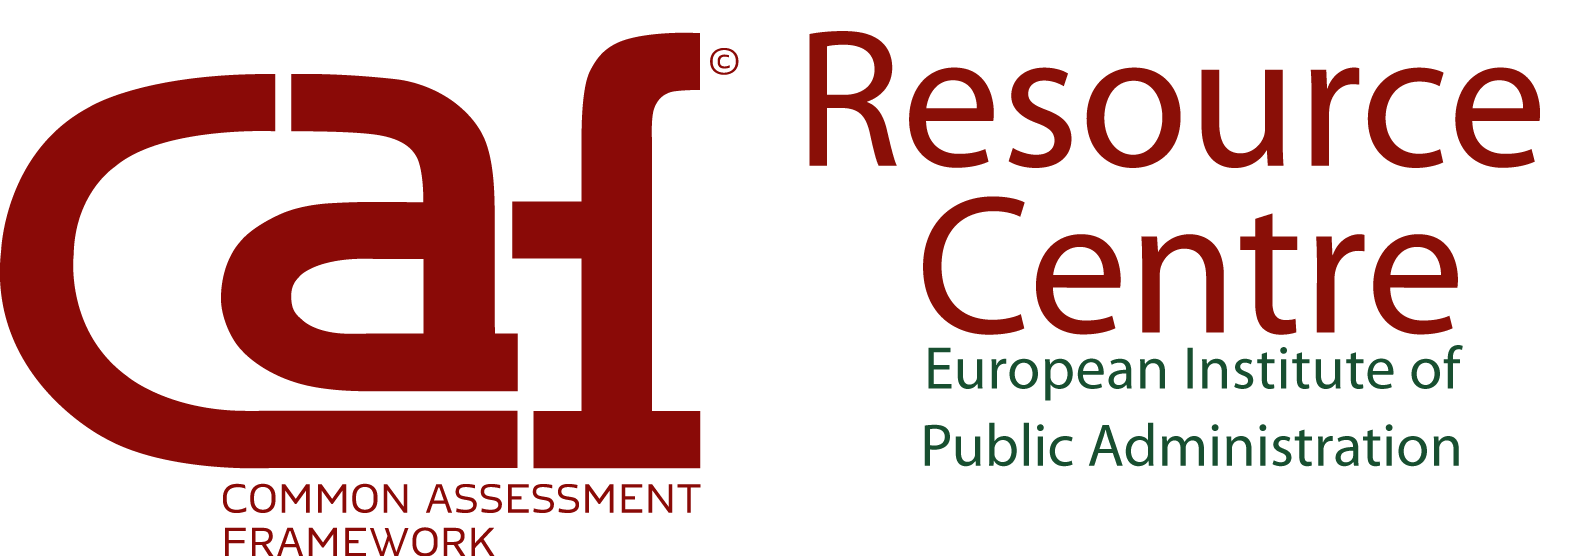 caf©
COMMON ASSESSMENT
FRAMEWORK
Resource
Centre
European Institute of
Public Administration